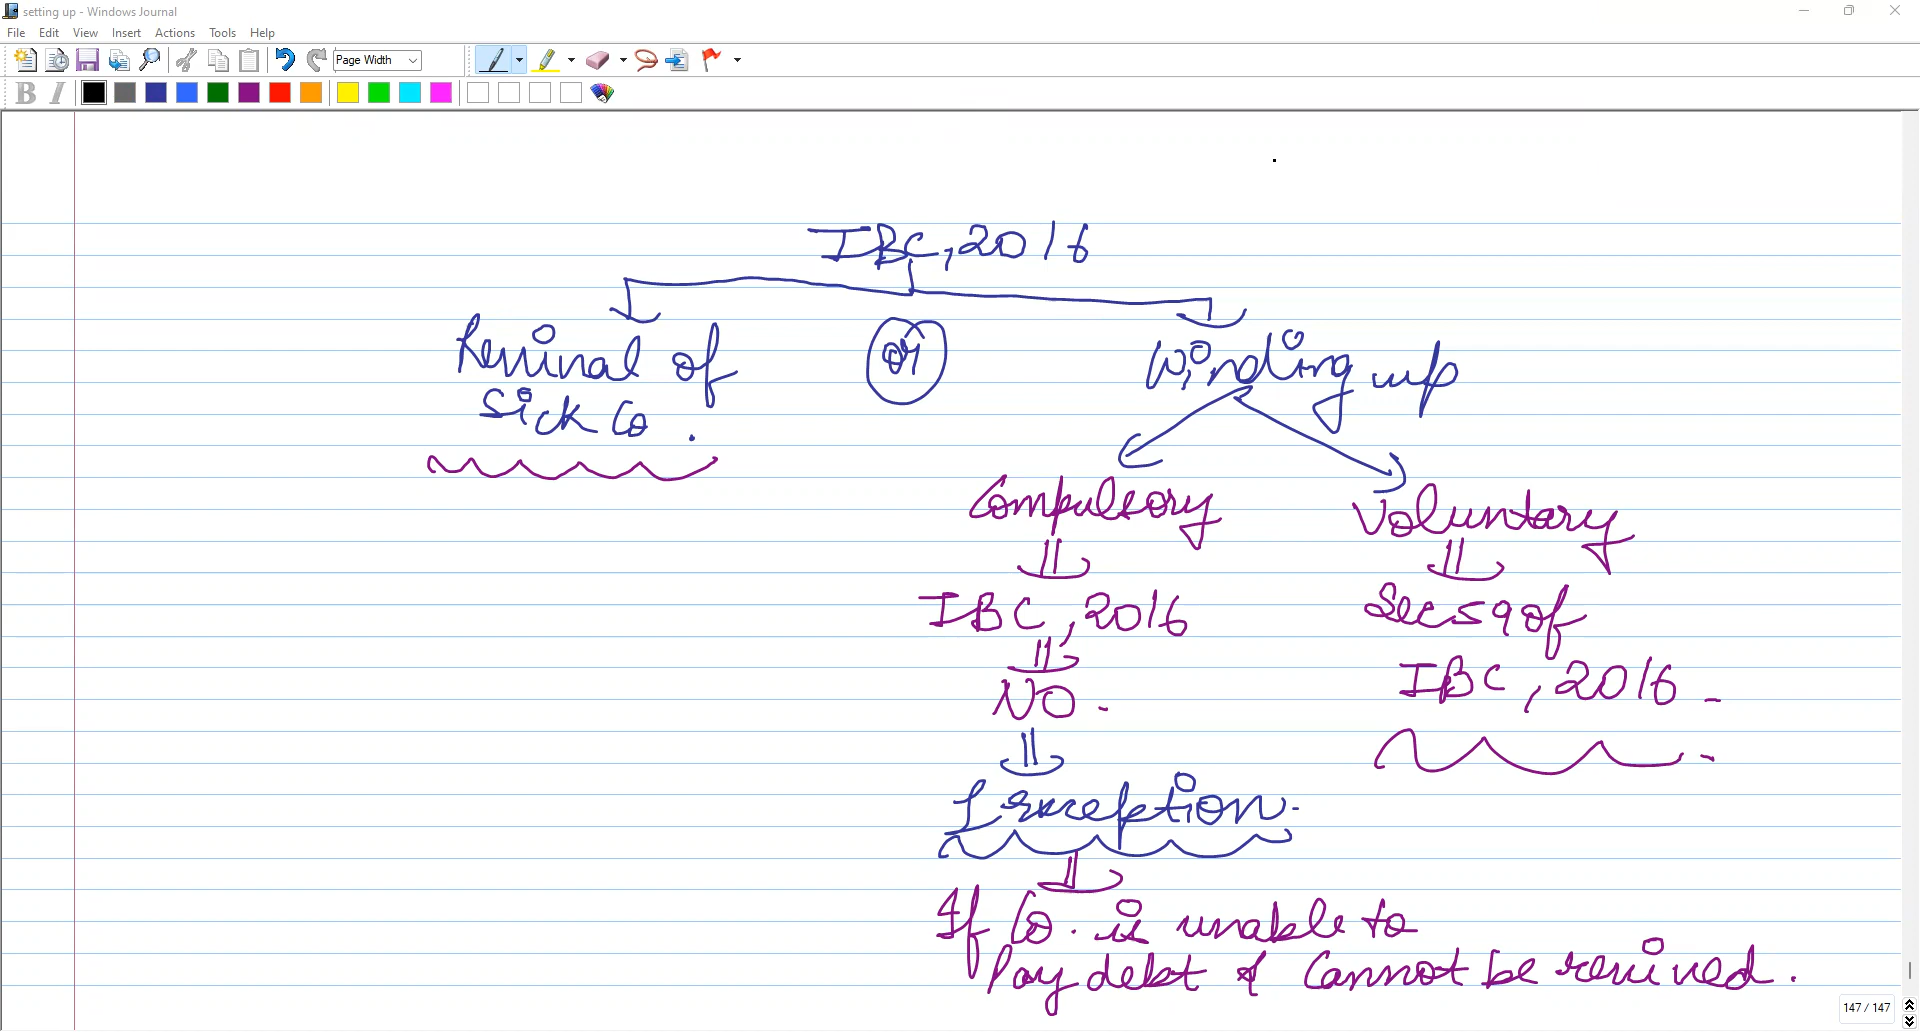 setting up - Windows Journal
File Edit View Insert Actions Tools Help
Page Width
B I
IBC, 2016
Revival of
Sick Co.
or
Winding up
Compulsory
Voluntary
IBC, 2016
Sec 59 of
IBC, 2016.
NO.
1 exception.
If Co. is unable to
Pay debt & Cannot be revived.
147 / 147